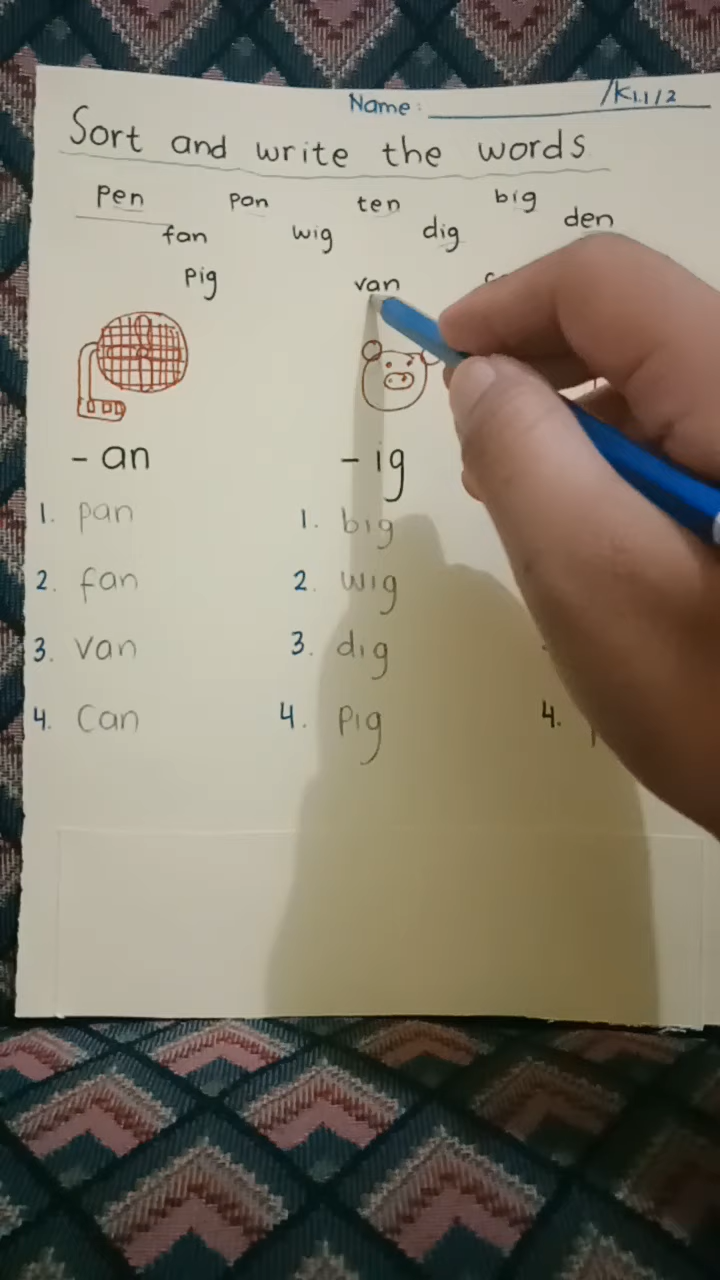 Name: /K1.1/2
Sort and write the words
pen pan ten big
fan wig dig den
pig van
-an -ig
1. pan 1. big
2. fan 2. wig
3. van 3. dig
4. can 4. pig 4.